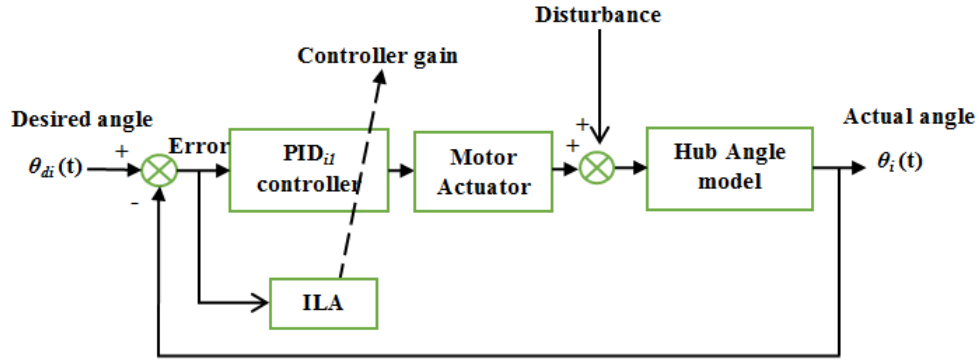 Disturbance
Controller gain
Desired angle
Actual angle
+
Error
θdi(t)
-
PIDi1
controller
Motor
Actuator
+
+
Hub Angle
model
θi(t)
ILA